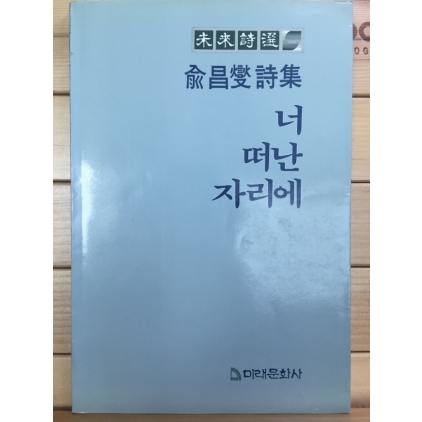 未來詩選
兪昌燮詩集
너
떠난
자리에
미래문화사